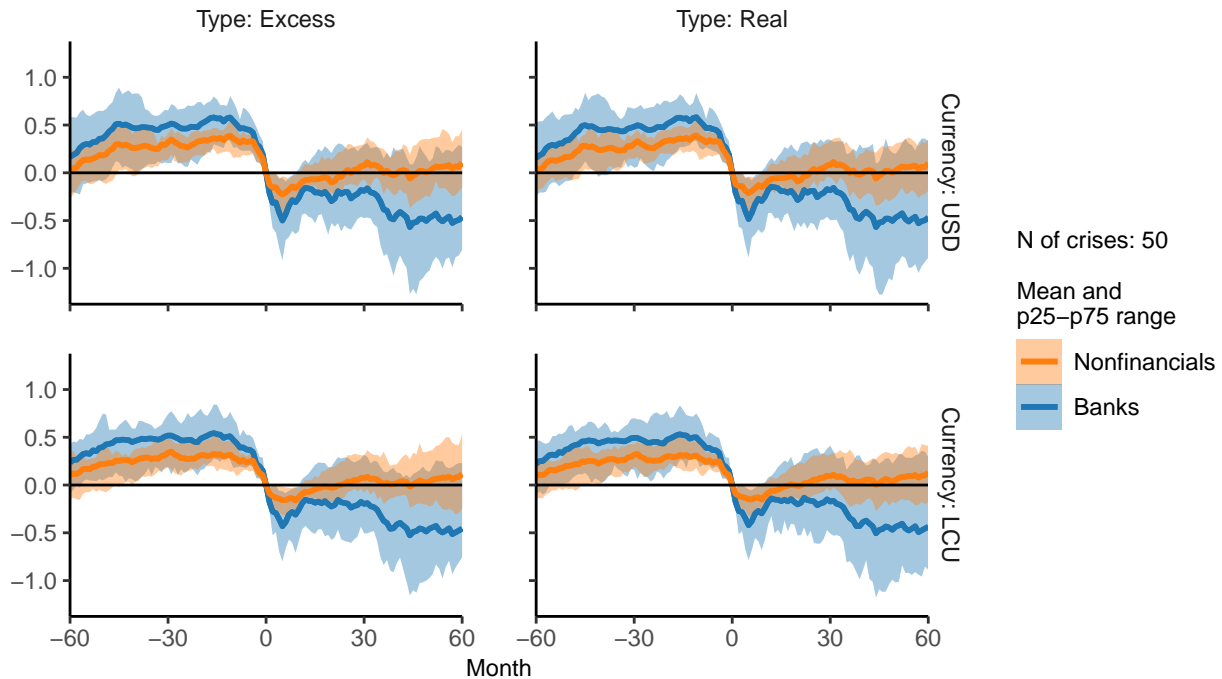 Type: Excess
Type: Real
1.0
0.5
0.0
−0.5
−1.0
Currency: USD
1.0
0.5
0.0
−0.5
−1.0
Currency: LCU
−60
−30
0
30
60
−60
−30
0
30
60
Month
N of crises: 50
Mean and
p25−p75 range
Nonfinancials
Banks